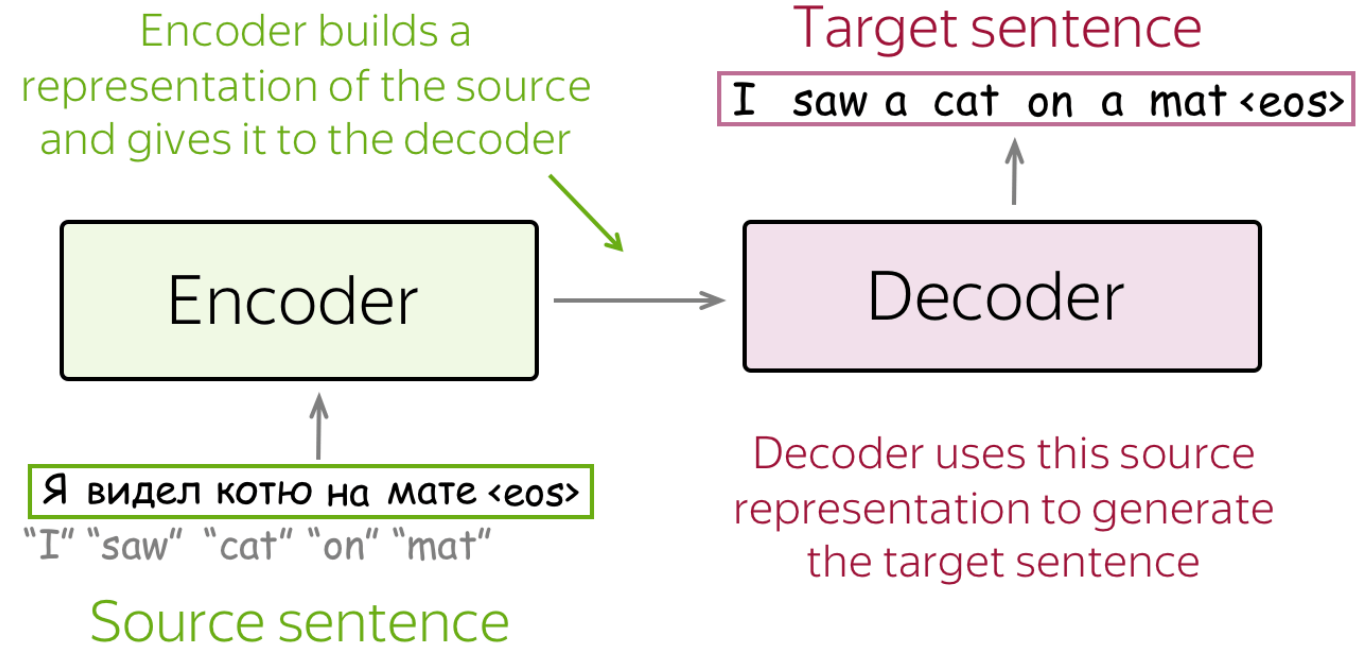 Encoder builds a
representation of the source
and gives it to the decoder
Target sentence
I saw a cat on a mat <eos>
Encoder
Decoder
Я видел котю на мате <eos>
“I” “saw” “cat” “on” “mat”
Source sentence
Decoder uses this source
representation to generate
the target sentence